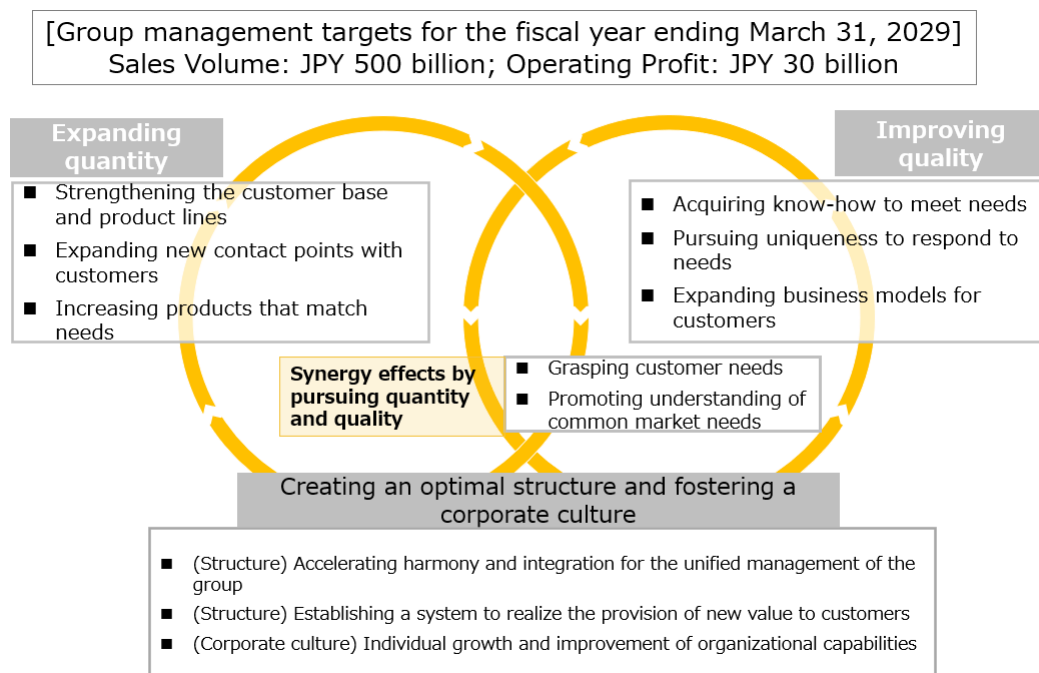 [Group management targets for the fiscal year ending March 31, 2029]
Sales Volume: JPY 500 billion; Operating Profit: JPY 30 billion
Expanding
quantity
■ Strengthening the customer base
and product lines
■ Expanding new contact points with
customers
■ Increasing products that match
needs
Improving
quality
■ Acquiring know-how to meet needs
■ Pursuing uniqueness to respond to
needs
■ Expanding business models for
customers
Synergy effects by
pursuing quantity
and quality
■ Grasping customer needs
■ Promoting understanding of
common market needs
Creating an optimal structure and fostering a
corporate culture
■ (Structure) Accelerating harmony and integration for the unified management of the
group
■ (Structure) Establishing a system to realize the provision of new value to customers
■ (Corporate culture) Individual growth and improvement of organizational capabilities